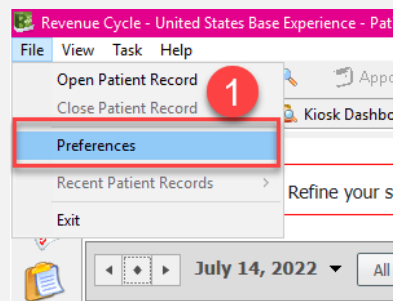 Revenue Cycle - United States Base Experience - Pat
File View Task Help
Open Patient Record
1
Appo
Close Patient Record
Kiosk Dashbo
Preferences
Recent Patient Records >
Refine your s
Exit
July 14, 2022
All